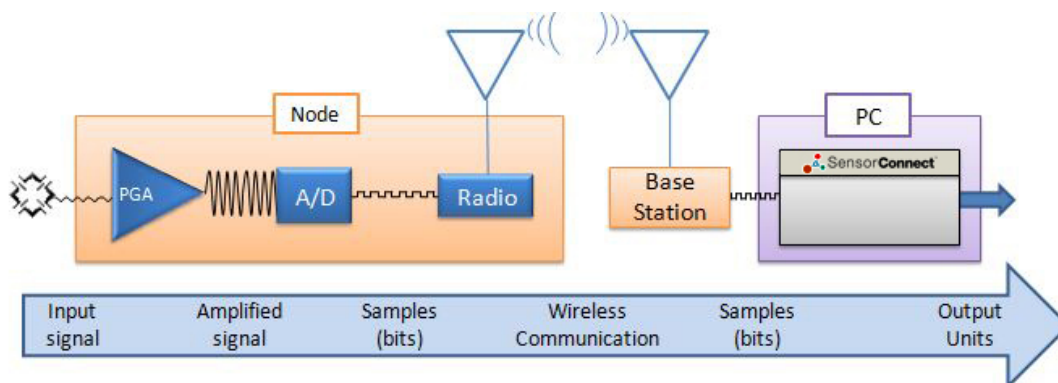 Node
PC
SensorConnect
PGA
A/D
Radio
Base
Station
Input
signal
Amplified
signal
Samples
(bits)
Wireless
Communication
Samples
(bits)
Output
Units